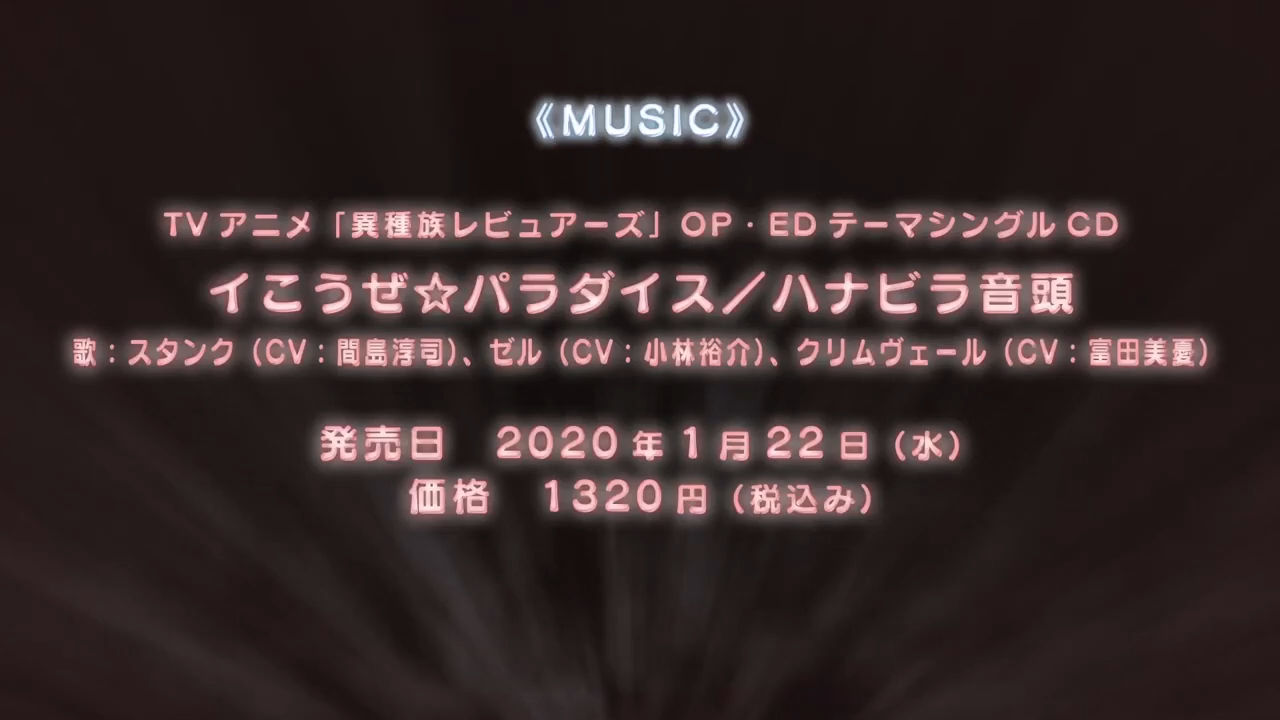 《MUSIC》
TVアニメ「異種族レビュアーズ」OP・EDテーマシングルCD
イこうぜ☆パラダイス／ハナビラ音頭
歌：スタンク（CV：間島淳司）、ゼル（CV：小林裕介）、クリムヴェール（CV：富田美憂）
発売日　2020年1月22日（水）
価格　1320円（税込み）